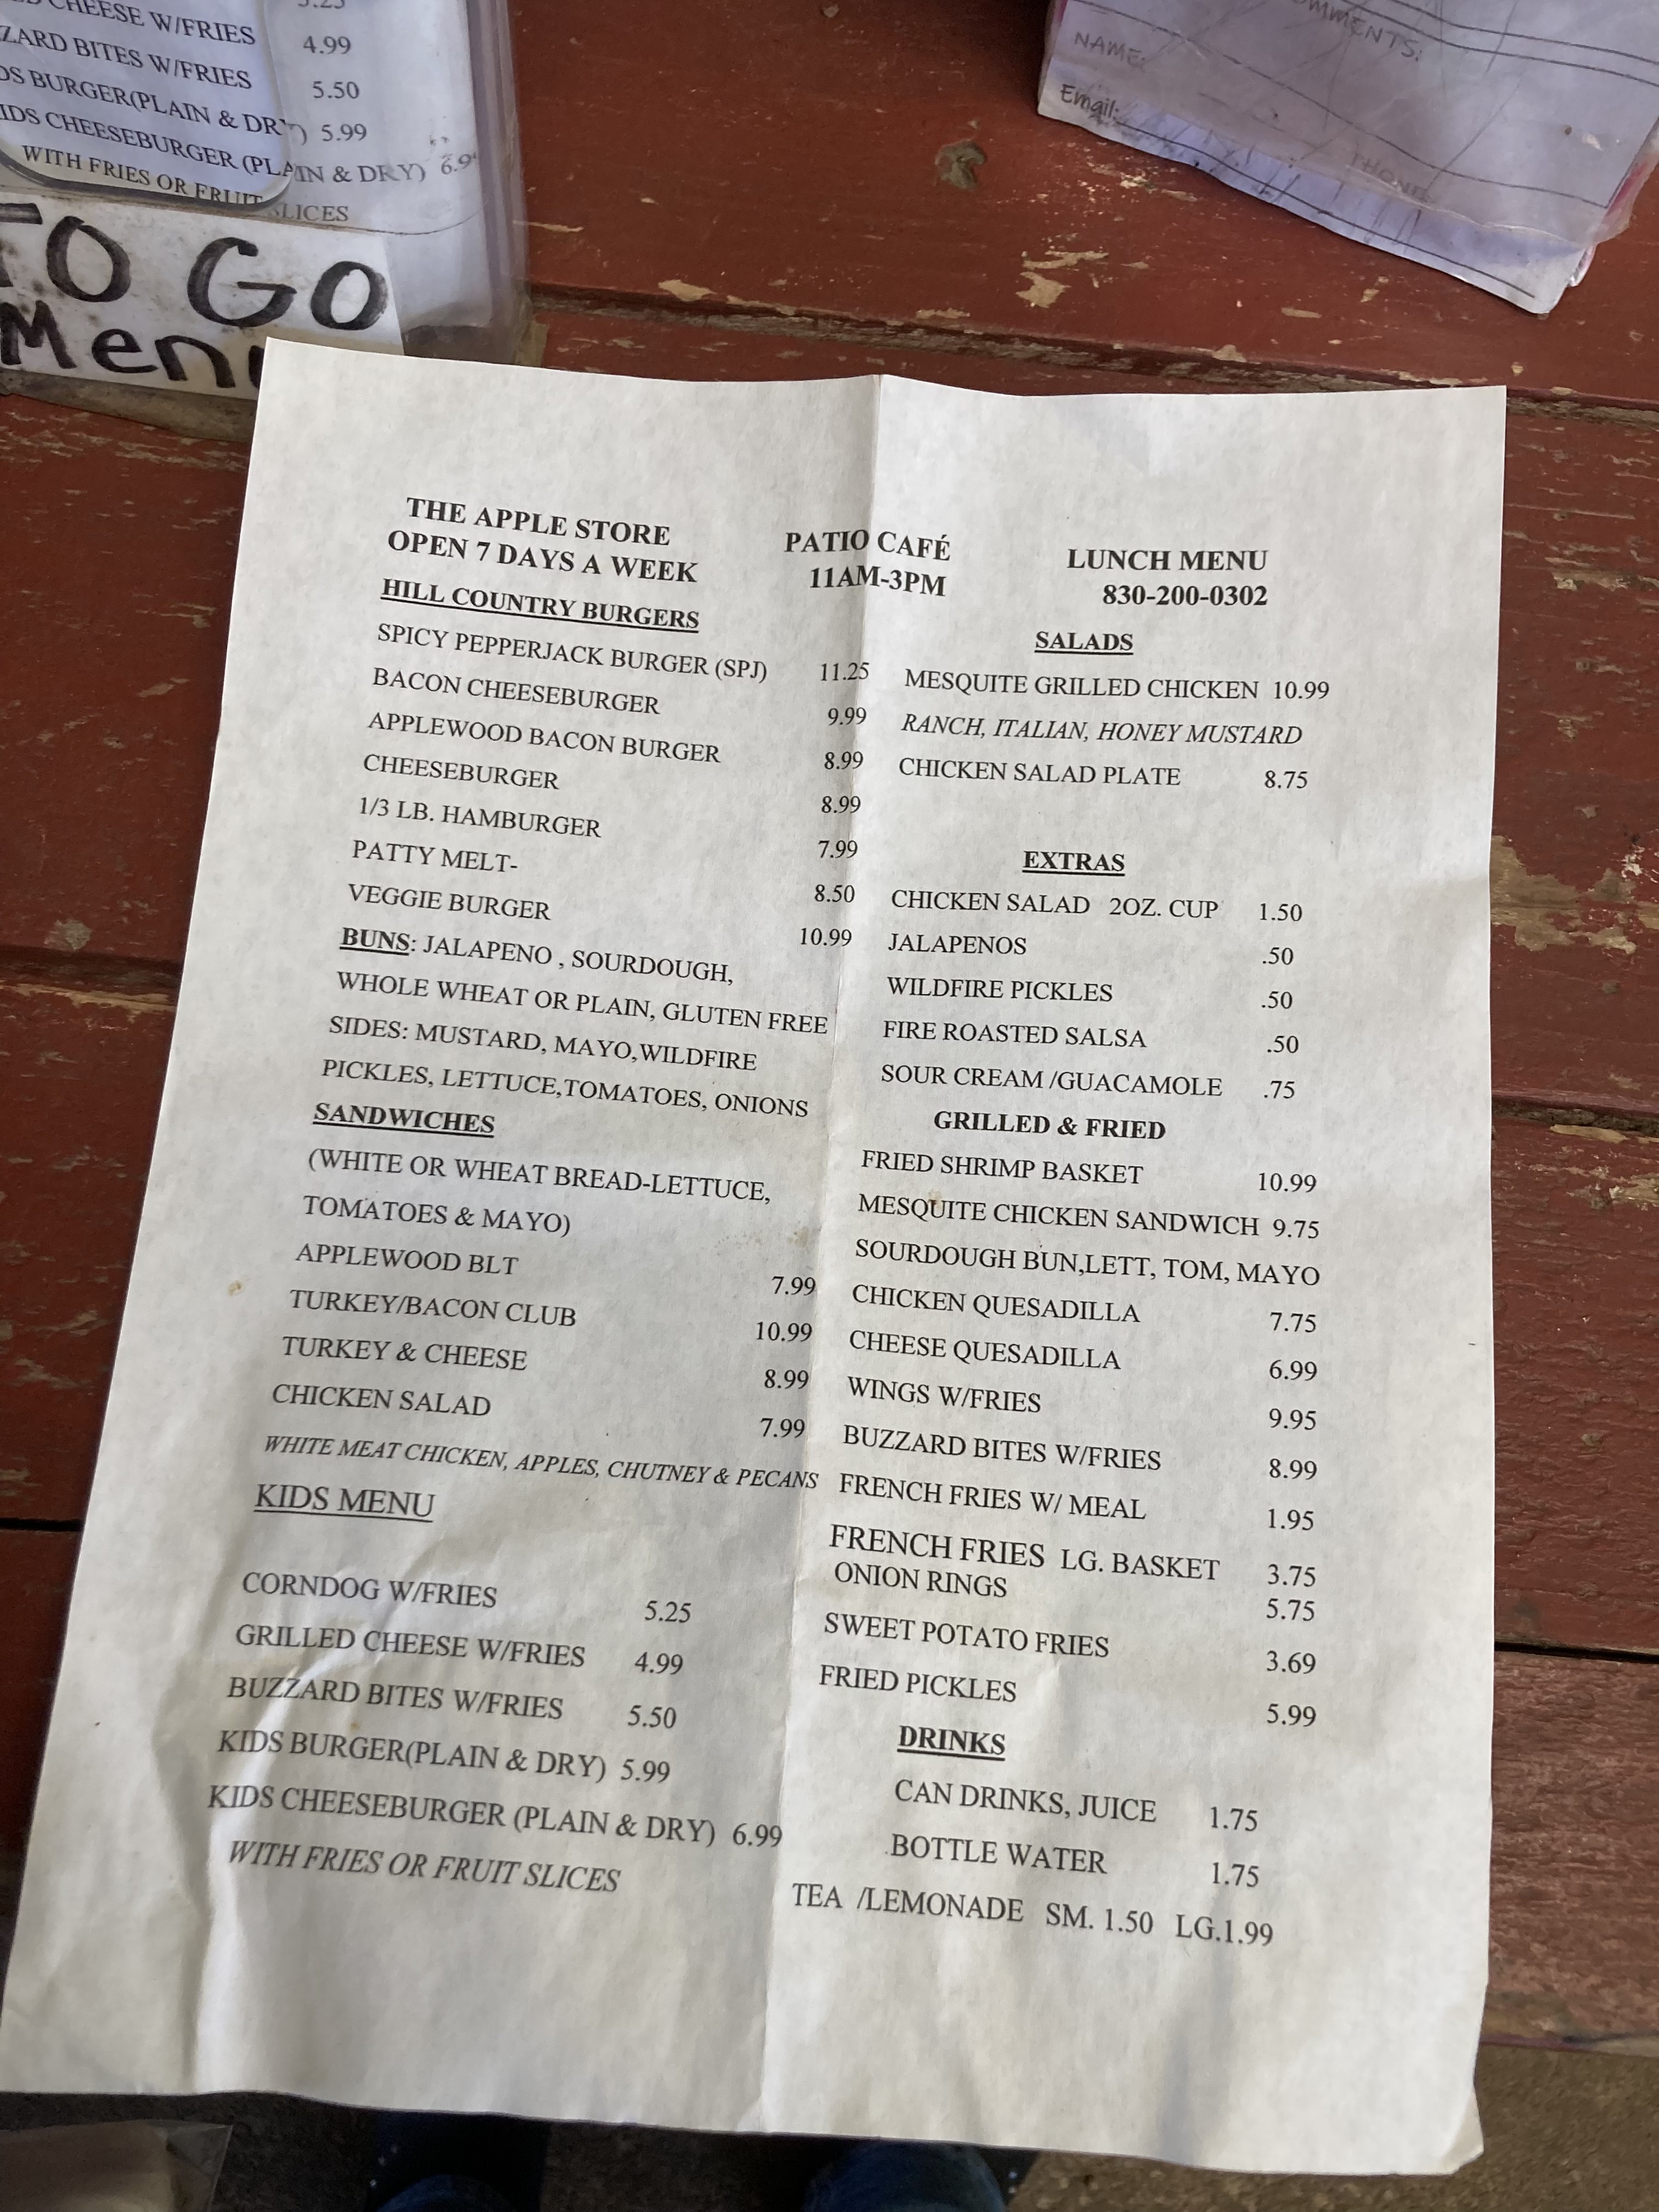 CHEESE W/FRIES
4.99
BITES W/FRIES
5.50
BURGER(PLAIN & DRY) 5.99
CHEESEBURGER (PLAIN & DRY)
WITH FRIES OR FRUIT SLICES
TO GO
Menu
COMMENTS:
NAME:
Email:
PHONE
THE APPLE STORE PATIO CAFÉ LUNCH MENU
OPEN 7 DAYS A WEEK 11AM-3PM 830-200-0302
HILL COUNTRY BURGERS
SPICY PEPPERJACK BURGER (SPJ) 11.25
BACON CHEESEBURGER 9.99
APPLEWOOD BACON BURGER 8.99
CHEESEBURGER 8.99
1/3 LB. HAMBURGER 7.99
PATTY MELT- 8.50
VEGGIE BURGER 10.99
BUNS: JALAPENO , SOURDOUGH,
WHOLE WHEAT OR PLAIN, GLUTEN FREE
SIDES: MUSTARD, MAYO,WILDFIRE
PICKLES, LETTUCE,TOMATOES, ONIONS
SANDWICHES
(WHITE OR WHEAT BREAD-LETTUCE,
TOMATOES & MAYO)
APPLEWOOD BLT 7.99
TURKEY/BACON CLUB 10.99
TURKEY & CHEESE 8.99
CHICKEN SALAD 7.99
WHITE MEAT CHICKEN, APPLES, CHUTNEY & PECANS
KIDS MENU
CORNDOG W/FRIES 5.25
GRILLED CHEESE W/FRIES 4.99
BUZZARD BITES W/FRIES 5.50
KIDS BURGER(PLAIN & DRY) 5.99
KIDS CHEESEBURGER (PLAIN & DRY) 6.99
WITH FRIES OR FRUIT SLICES
SALADS
MESQUITE GRILLED CHICKEN 10.99
RANCH, ITALIAN, HONEY MUSTARD
CHICKEN SALAD PLATE 8.75
EXTRAS
CHICKEN SALAD 2OZ. CUP 1.50
JALAPENOS .50
WILDFIRE PICKLES .50
FIRE ROASTED SALSA .50
SOUR CREAM /GUACAMOLE .75
GRILLED & FRIED
FRIED SHRIMP BASKET 10.99
MESQUITE CHICKEN SANDWICH 9.75
SOURDOUGH BUN,LETT, TOM, MAYO
CHICKEN QUESADILLA 7.75
CHEESE QUESADILLA 6.99
WINGS W/FRIES 9.95
BUZZARD BITES W/FRIES 8.99
FRENCH FRIES W/ MEAL 1.95
FRENCH FRIES LG. BASKET 3.75
ONION RINGS 5.75
SWEET POTATO FRIES 3.69
FRIED PICKLES 5.99
DRINKS
CAN DRINKS, JUICE 1.75
BOTTLE WATER 1.75
TEA /LEMONADE SM. 1.50 LG.1.99